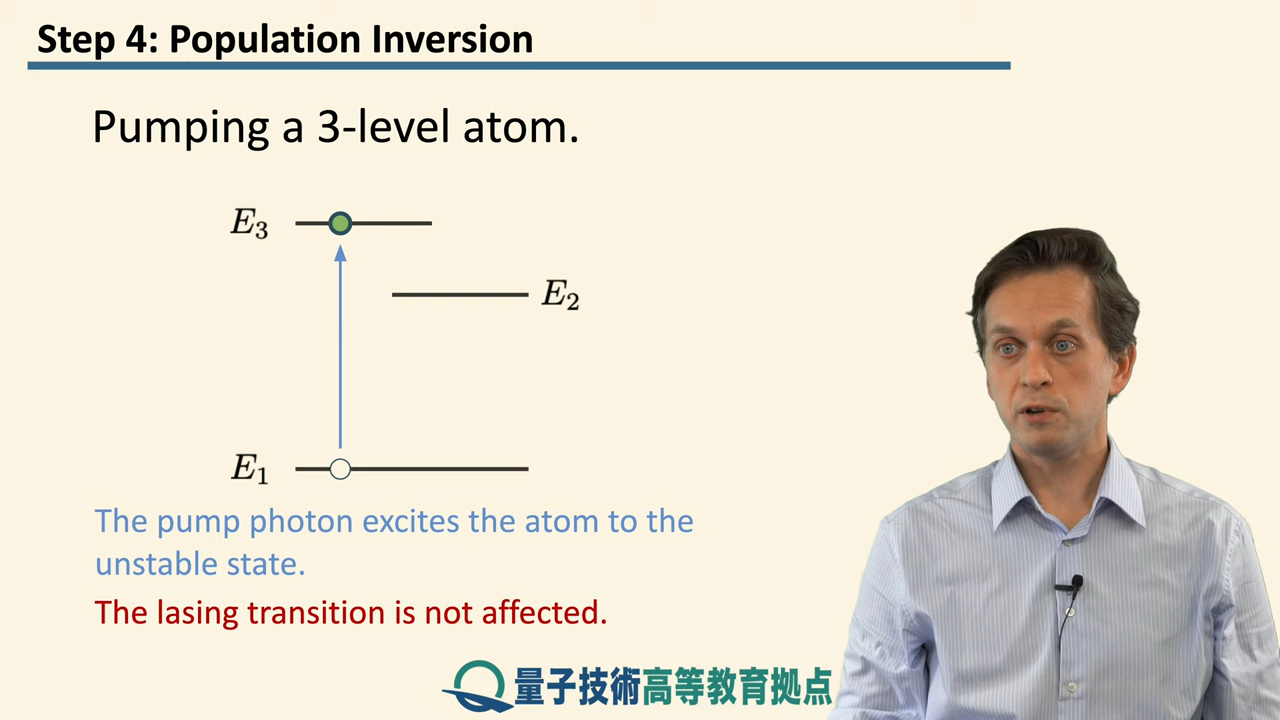 Step 4: Population Inversion
Pumping a 3-level atom.
E₃
E₂
E₁
The pump photon excites the atom to the
unstable state.
The lasing transition is not affected.
量子技術高等教育拠点